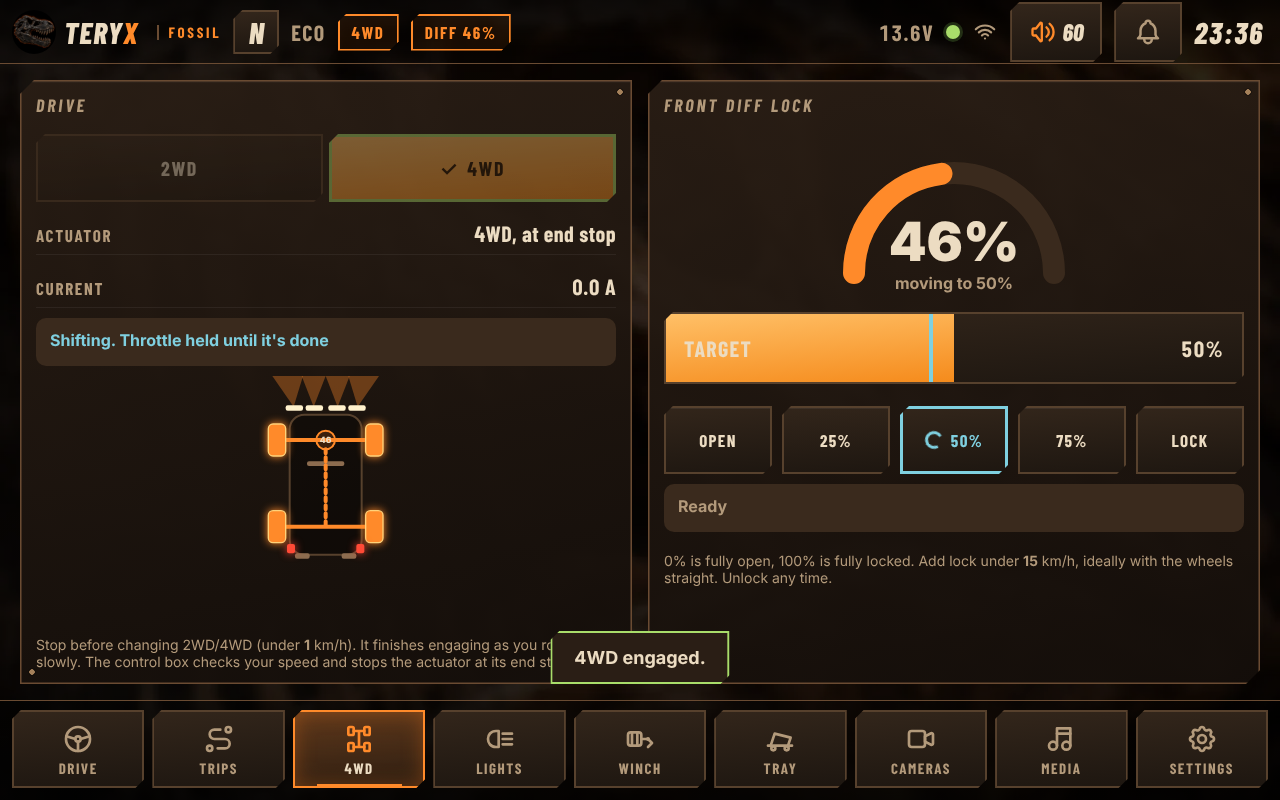 TERYX
FOSSIL
N
ECO
4WD
DIFF 46%
13.6V
60
23:36
DRIVE
2WD
4WD
ACTUATOR
4WD, at end stop
CURRENT
0.0 A
Shifting. Throttle held until it's done
46
Stop before changing 2WD/4WD (under 1 km/h). It finishes engaging as you
slowly. The control box checks your speed and stops the actuator at its end
FRONT DIFF LOCK
46%
moving to 50%
TARGET
50%
OPEN
25%
50%
75%
LOCK
Ready
0% is fully open, 100% is fully locked. Add lock under 15 km/h, ideally with the wheels
straight. Unlock any time.
4WD engaged.
DRIVE
TRIPS
4WD
LIGHTS
WINCH
TRAY
CAMERAS
MEDIA
SETTINGS